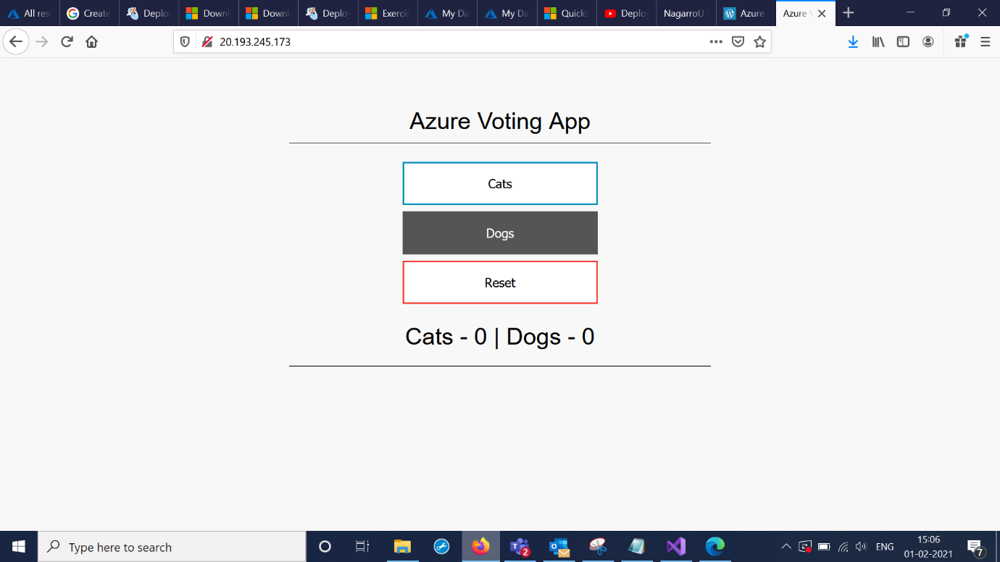 All res
Create
Deplo
Downl
Downl
Deplo
Exercis
My Da
My Da
Quicks
Deplo
NagarroU
Azure
Azure V
20.193.245.173
Azure Voting App
Cats
Dogs
Reset
Cats - 0 | Dogs - 0
Type here to search
2
ENG
15:06
01-02-2021
7